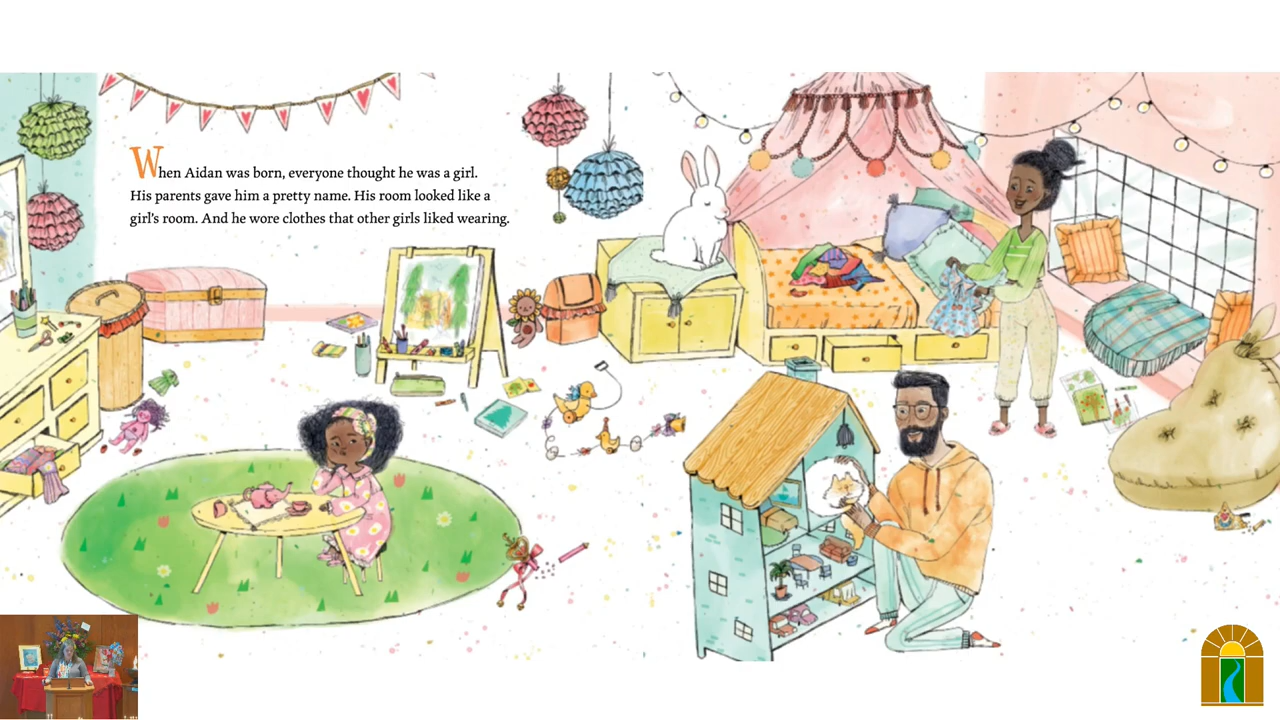 When Aidan was born, everyone thought he was a girl.
His parents gave him a pretty name. His room looked like a
girl's room. And he wore clothes that other girls liked wearing.